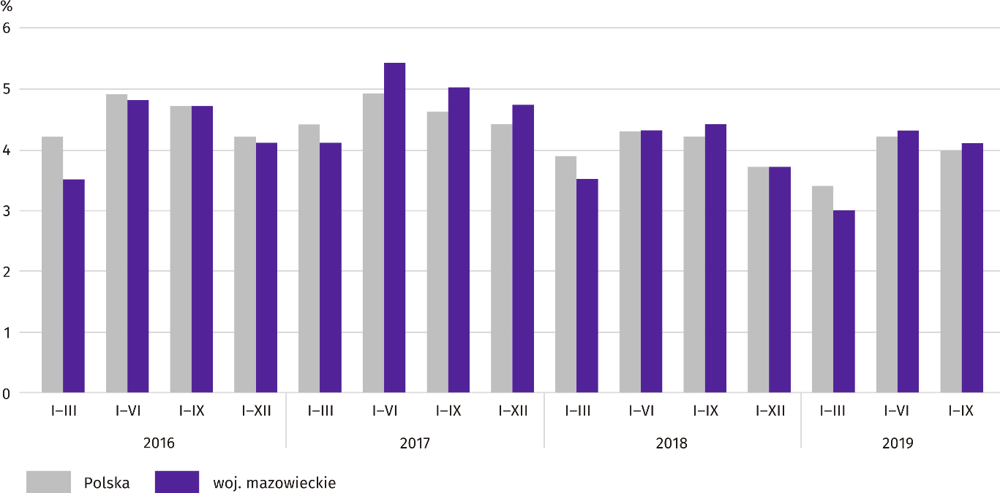 %
6
5
4
3
2
1
0
I–III I–VI I–IX I–XII I–III I–VI I–IX I–XII I–III I–VI I–IX I–XII I–III I–VI I–IX
2016 2017 2018 2019
Polska woj. mazowieckie